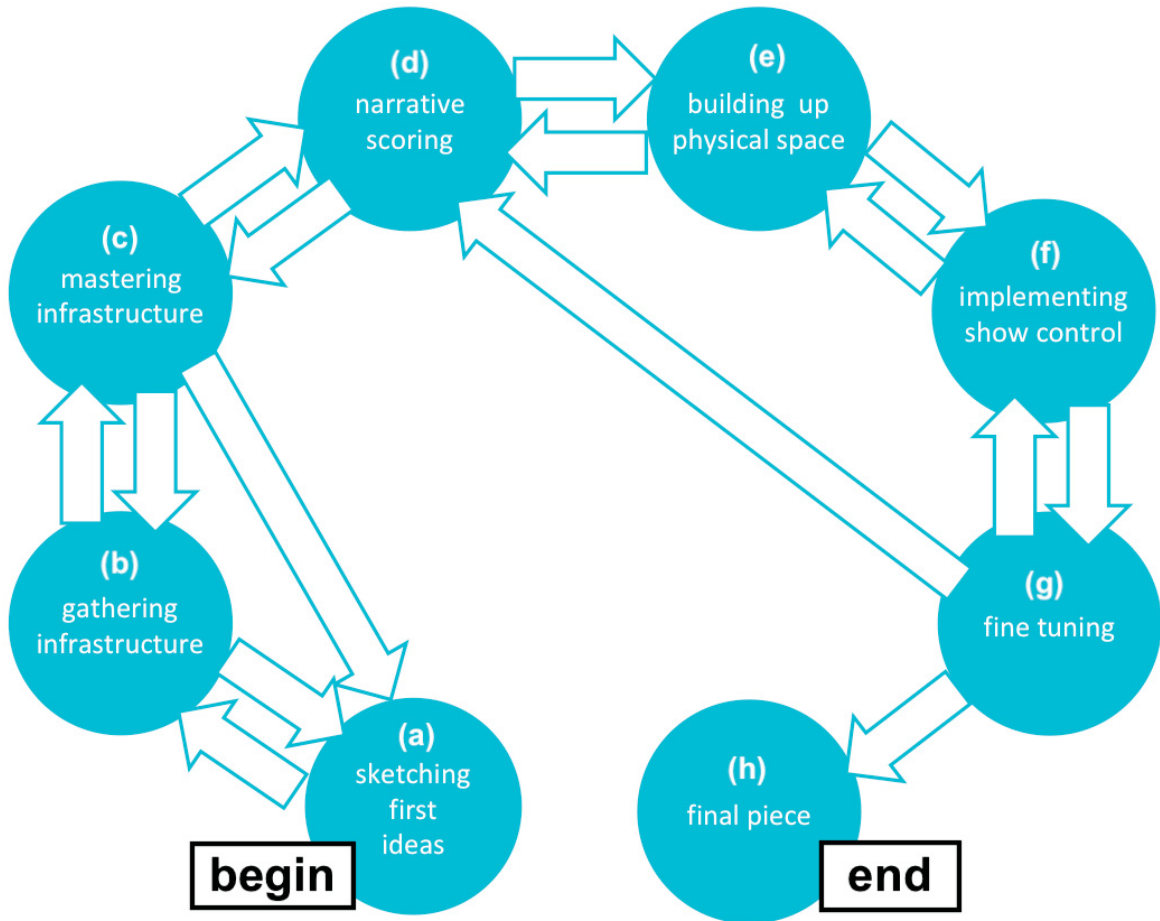 (d)
narrative
scoring
(e)
building up
physical space
(c)
mastering
infrastructure
(f)
implementing
show control
(b)
gathering
infrastructure
(g)
fine tuning
(a)
sketching
first
ideas
(h)
final piece
begin
end